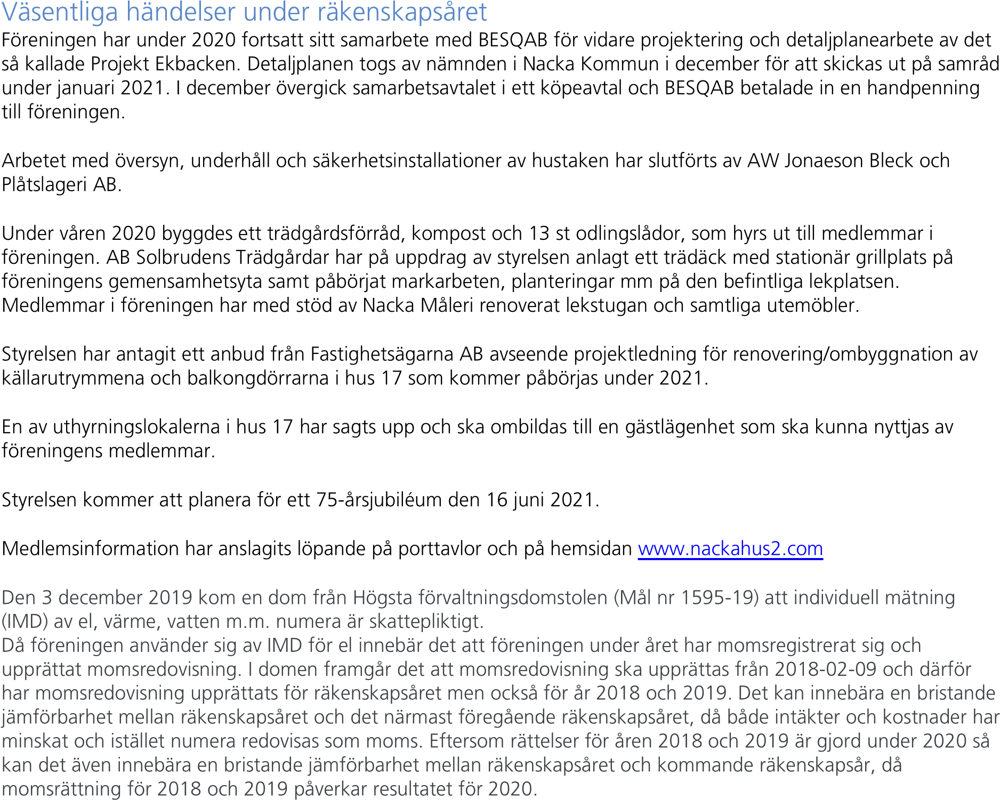 Väsentliga händelser under räkenskapsåret
Föreningen har under 2020 fortsatt sitt samarbete med BESQAB för vidare projektering och detaljplanearbete av det
så kallade Projekt Ekbacken. Detaljplanen togs av nämnden i Nacka Kommun i december för att skickas ut på samråd
under januari 2021. I december övergick samarbetsavtalet i ett köpeavtal och BESQAB betalade in en handpenning
till föreningen.
Arbetet med översyn, underhåll och säkerhetsinstallationer av hustaken har slutförts av AW Jonaeson Bleck och
Plåtslageri AB.
Under våren 2020 byggdes ett trädgårdsförråd, kompost och 13 st odlingslådor, som hyrs ut till medlemmar i
föreningen. AB Solbrudens Trädgårdar har på uppdrag av styrelsen anlagt ett trädäck med stationär grillplats på
föreningens gemensamhetsyta samt påbörjat markarbeten, planteringar mm på den befintliga lekplatsen.
Medlemmar i föreningen har med stöd av Nacka Måleri renoverat lekstugan och samtliga utemöbler.
Styrelsen har antagit ett anbud från Fastighetsägarna AB avseende projektledning för renovering/ombyggnation av
källarutrymmena och balkongdörrarna i hus 17 som kommer påbörjas under 2021.
En av uthyrningslokalerna i hus 17 har sagts upp och ska ombildas till en gästlägenhet som ska kunna nyttjas av
föreningens medlemmar.
Styrelsen kommer att planera för ett 75-årsjubiléum den 16 juni 2021.
Medlemsinformation har anslagits löpande på porttavlor och på hemsidan www.nackahus2.com
Den 3 december 2019 kom en dom från Högsta förvaltningsdomstolen (Mål nr 1595-19) att individuell mätning
(IMD) av el, värme, vatten m.m. numera är skattepliktigt.
Då föreningen använder sig av IMD för el innebär det att föreningen under året har momsregistrerat sig och
upprättat momsredovisning. I domen framgår det att momsredovisning ska upprättas från 2018-02-09 och därför
har momsredovisning upprättats för räkenskapsåret men också för år 2018 och 2019. Det kan innebära en bristande
jämförbarhet mellan räkenskapsåret och det närmast föregående räkenskapsåret, då både intäkter och kostnader har
minskat och istället numera redovisas som moms. Eftersom rättelser för åren 2018 och 2019 är gjord under 2020 så
kan det även innebära en bristande jämförbarhet mellan räkenskapsåret och kommande räkenskapsår, då
momsrättning för 2018 och 2019 påverkar resultatet för 2020.